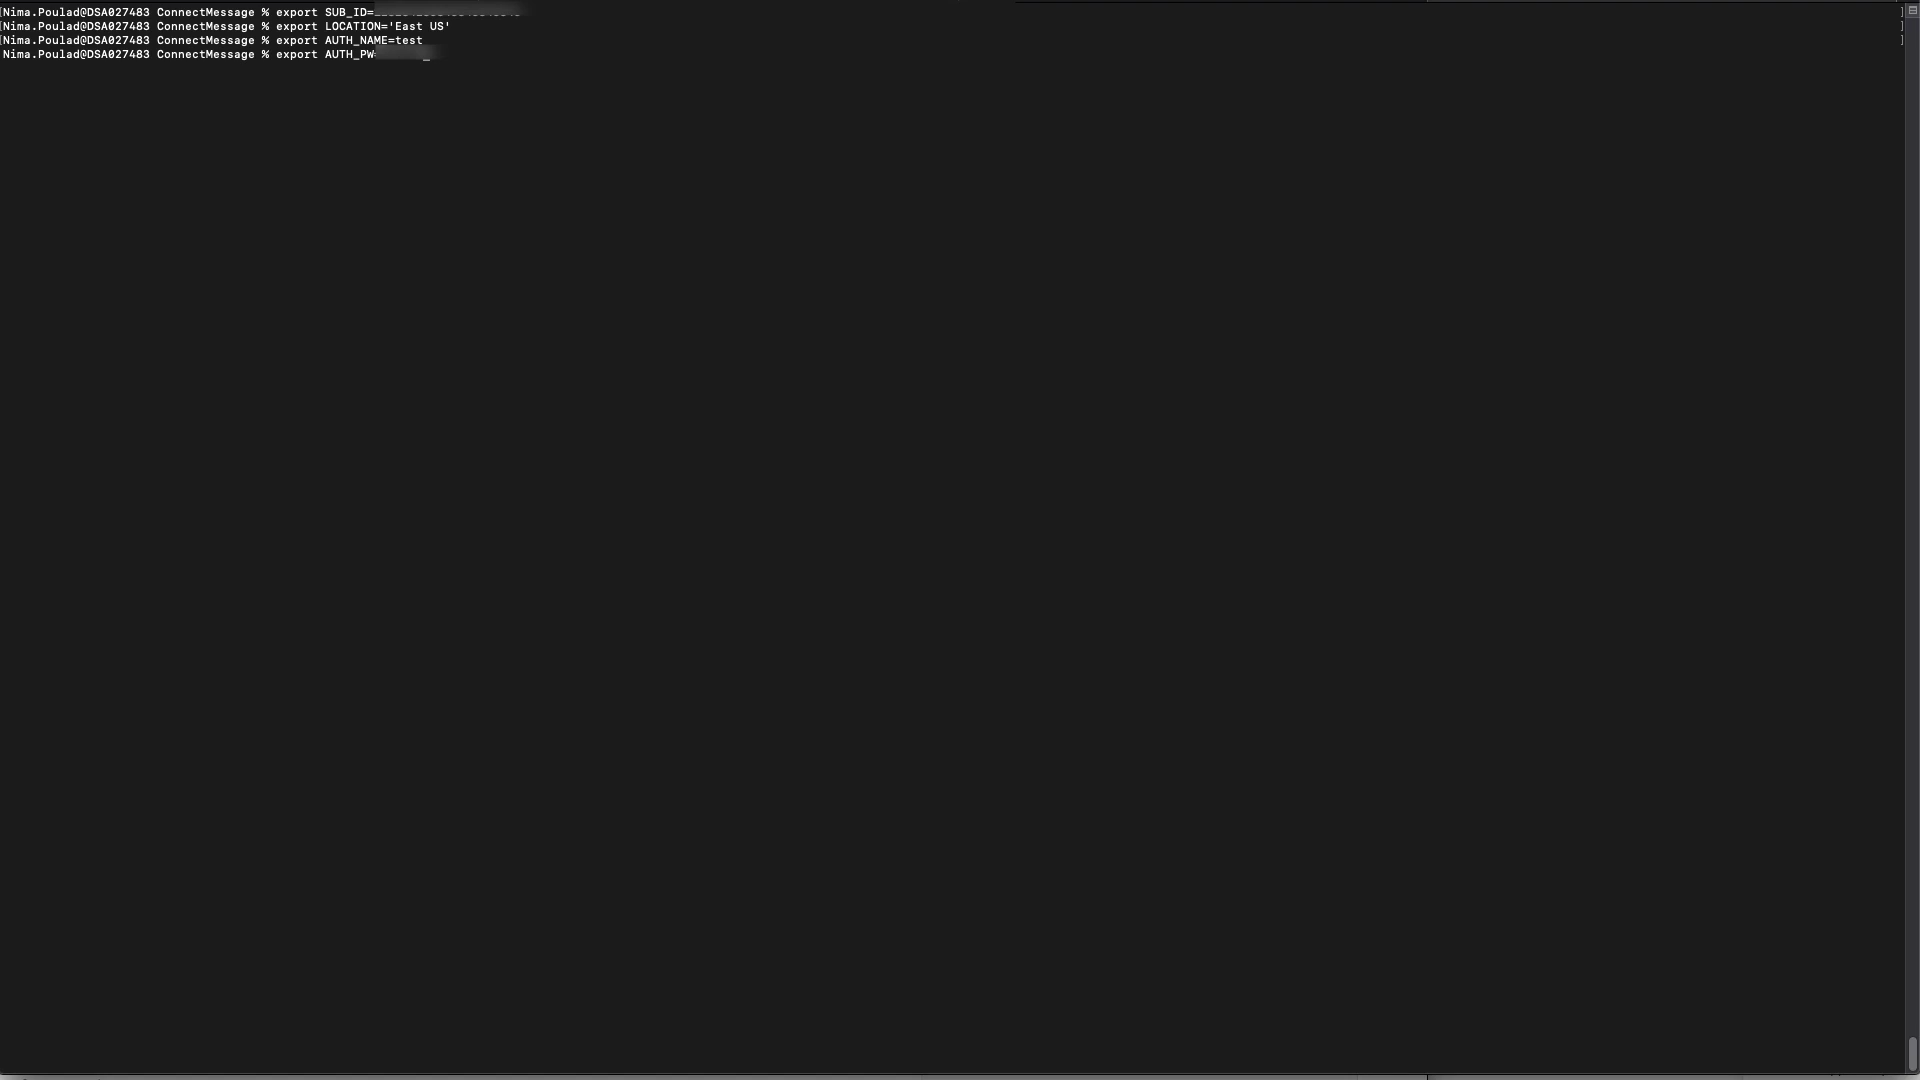 Nima.Poulad@DSA027483 ConnectMessage % export SUB_ID=
Nima.Poulad@DSA027483 ConnectMessage % export LOCATION='East US'
Nima.Poulad@DSA027483 ConnectMessage % export AUTH_NAME=test
Nima.Poulad@DSA027483 ConnectMessage % export AUTH_PW